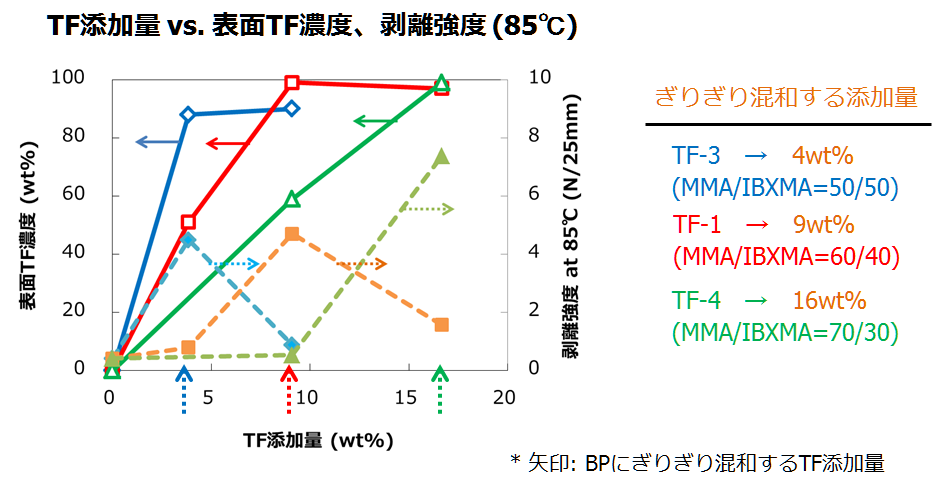 TF添加量 vs. 表面TF濃度、剥離強度 (85℃)
100
80
60
40
20
0
表面TF濃度 (wt%)
10
8
6
4
2
0
剥離強度 at 85℃ (N/25mm)
0
5
10
15
20
TF添加量 (wt%)
ぎりぎり混和する添加量
TF-3 → 4wt%
(MMA/IBXMA=50/50)
TF-1 → 9wt%
(MMA/IBXMA=60/40)
TF-4 → 16wt%
(MMA/IBXMA=70/30)
* 矢印: BPにぎりぎり混和するTF添加量